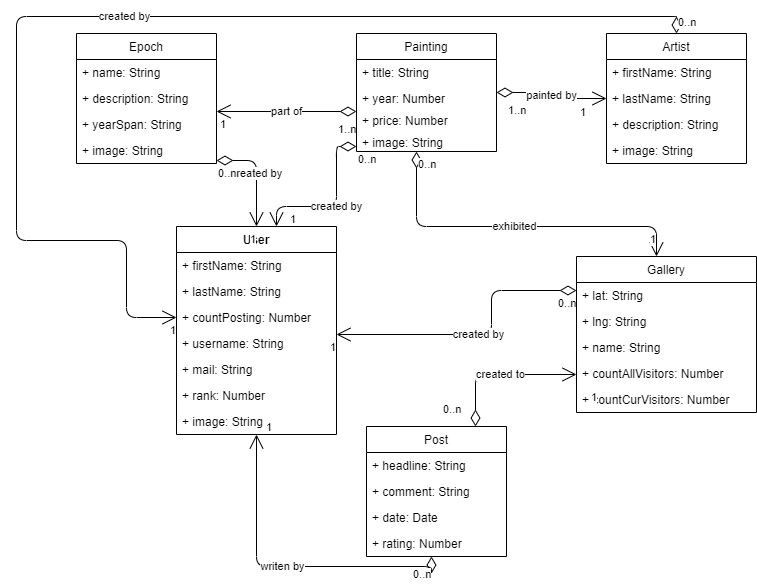 created by
0..n
Epoch
+ name: String
+ description: String
+ yearSpan: String
+ image: String
Painting
+ title: String
+ year: Number
+ price: Number
+ image: String
Artist
+ firstName: String
+ lastName: String
+ description: String
+ image: String
part of
1
1..n
painted by
1..n
1
0..n
reated by
0..n
created by
1
0..n
exhibited
1
User
1
+ firstName: String
+ lastName: String
+ countPosting: Number
+ username: String
+ mail: String
+ rank: Number
+ image: String
1
1
1
Gallery
+ lat: String
+ lng: String
+ name: String
+ countAllVisitors: Number
+ ountCurVisitors: Number
1
0..n
created by
created to
0..n
Post
+ headline: String
+ comment: String
+ date: Date
+ rating: Number
writen by
0..n